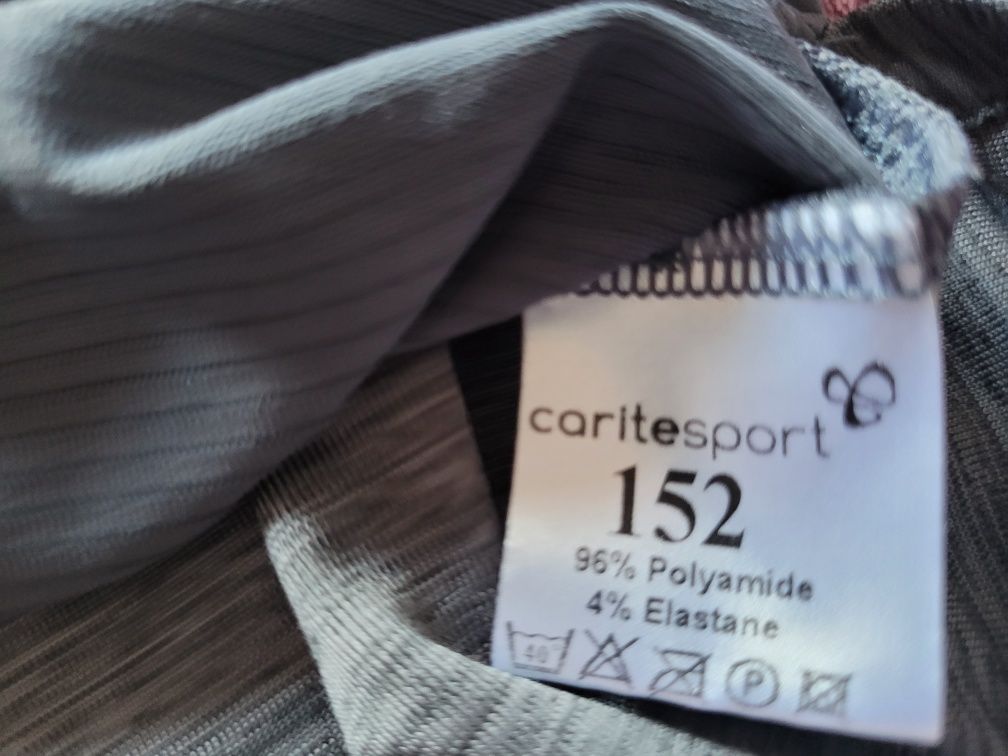 caritesport
152
96% Polyamide
4% Elastane
40
P